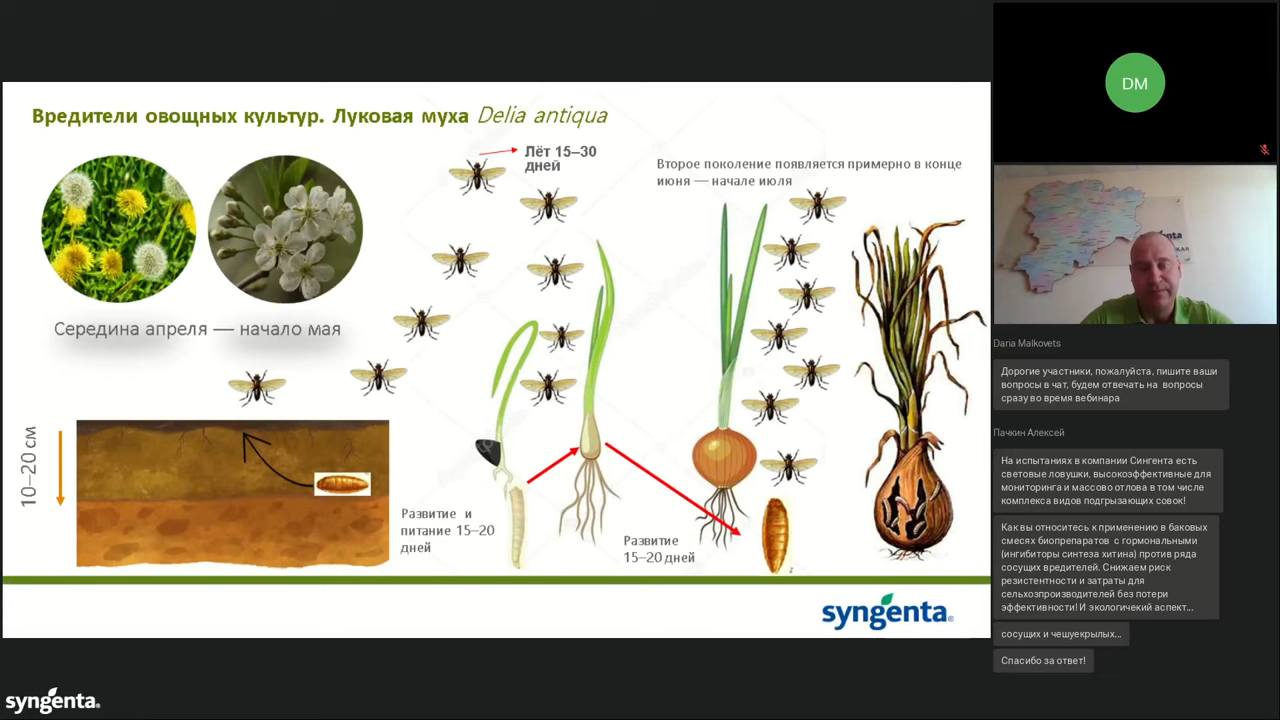 Вредители овощных культур. Луковая муха Delia antiqua
Лёт 15–30
дней
Второе поколение появляется примерно в конце
июня — начале июля
Середина апреля — начало мая
10–20 см
Развитие и
питание 15–20
дней
Развитие
15–20 дней
syngenta
syngenta
DM
Daria Malkovets
Дорогие участники, пожалуйста, пишите ваши
вопросы в чат, будем отвечать на вопросы
сразу во время вебинара
Пачкин Алексей
На испытаниях в компании Сингента есть
световые ловушки, высокоэффективные для
мониторинга и массово отлова в том числе
комплекса видов подгрызающих совок!
Как вы относитесь к применению в баковых
смесях биопрепаратов с гормональными
(ингибиторы синтеза хитина) против ряда
сосущих вредителей. Снижаем риск
резистентности и затраты для
сельхозпроизводителей без потери
эффективности! И экологичекий аспект...
сосущих и чешуекрылых...
Спасибо за ответ!